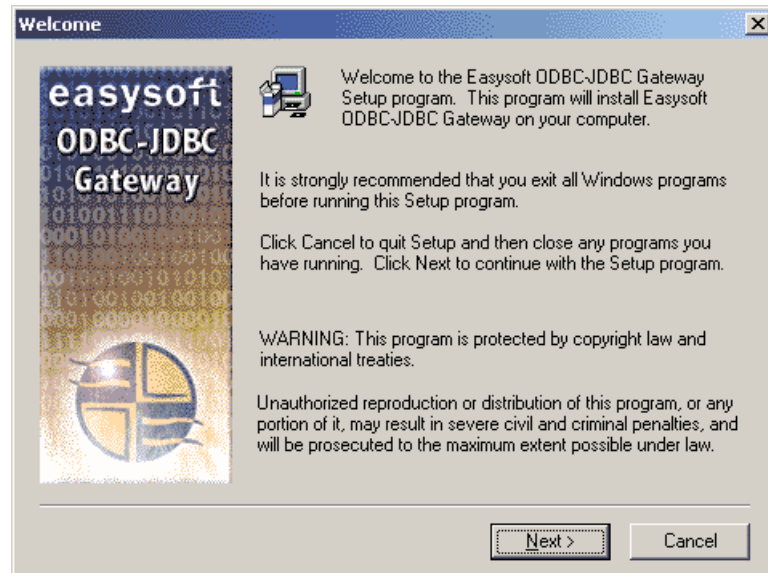 Welcome
easysoft
ODBC-JDBC
Gateway
Welcome to the Easysoft ODBC-JDBC Gateway
Setup program. This program will install Easysoft
ODBC-JDBC Gateway on your computer.
It is strongly recommended that you exit all Windows programs
before running this Setup program.
Click Cancel to quit Setup and then close any programs you
have running. Click Next to continue with the Setup program.
WARNING: This program is protected by copyright law and
international treaties.
Unauthorized reproduction or distribution of this program, or any
portion of it, may result in severe civil and criminal penalties, and
will be prosecuted to the maximum extent possible under law.
Next >
Cancel